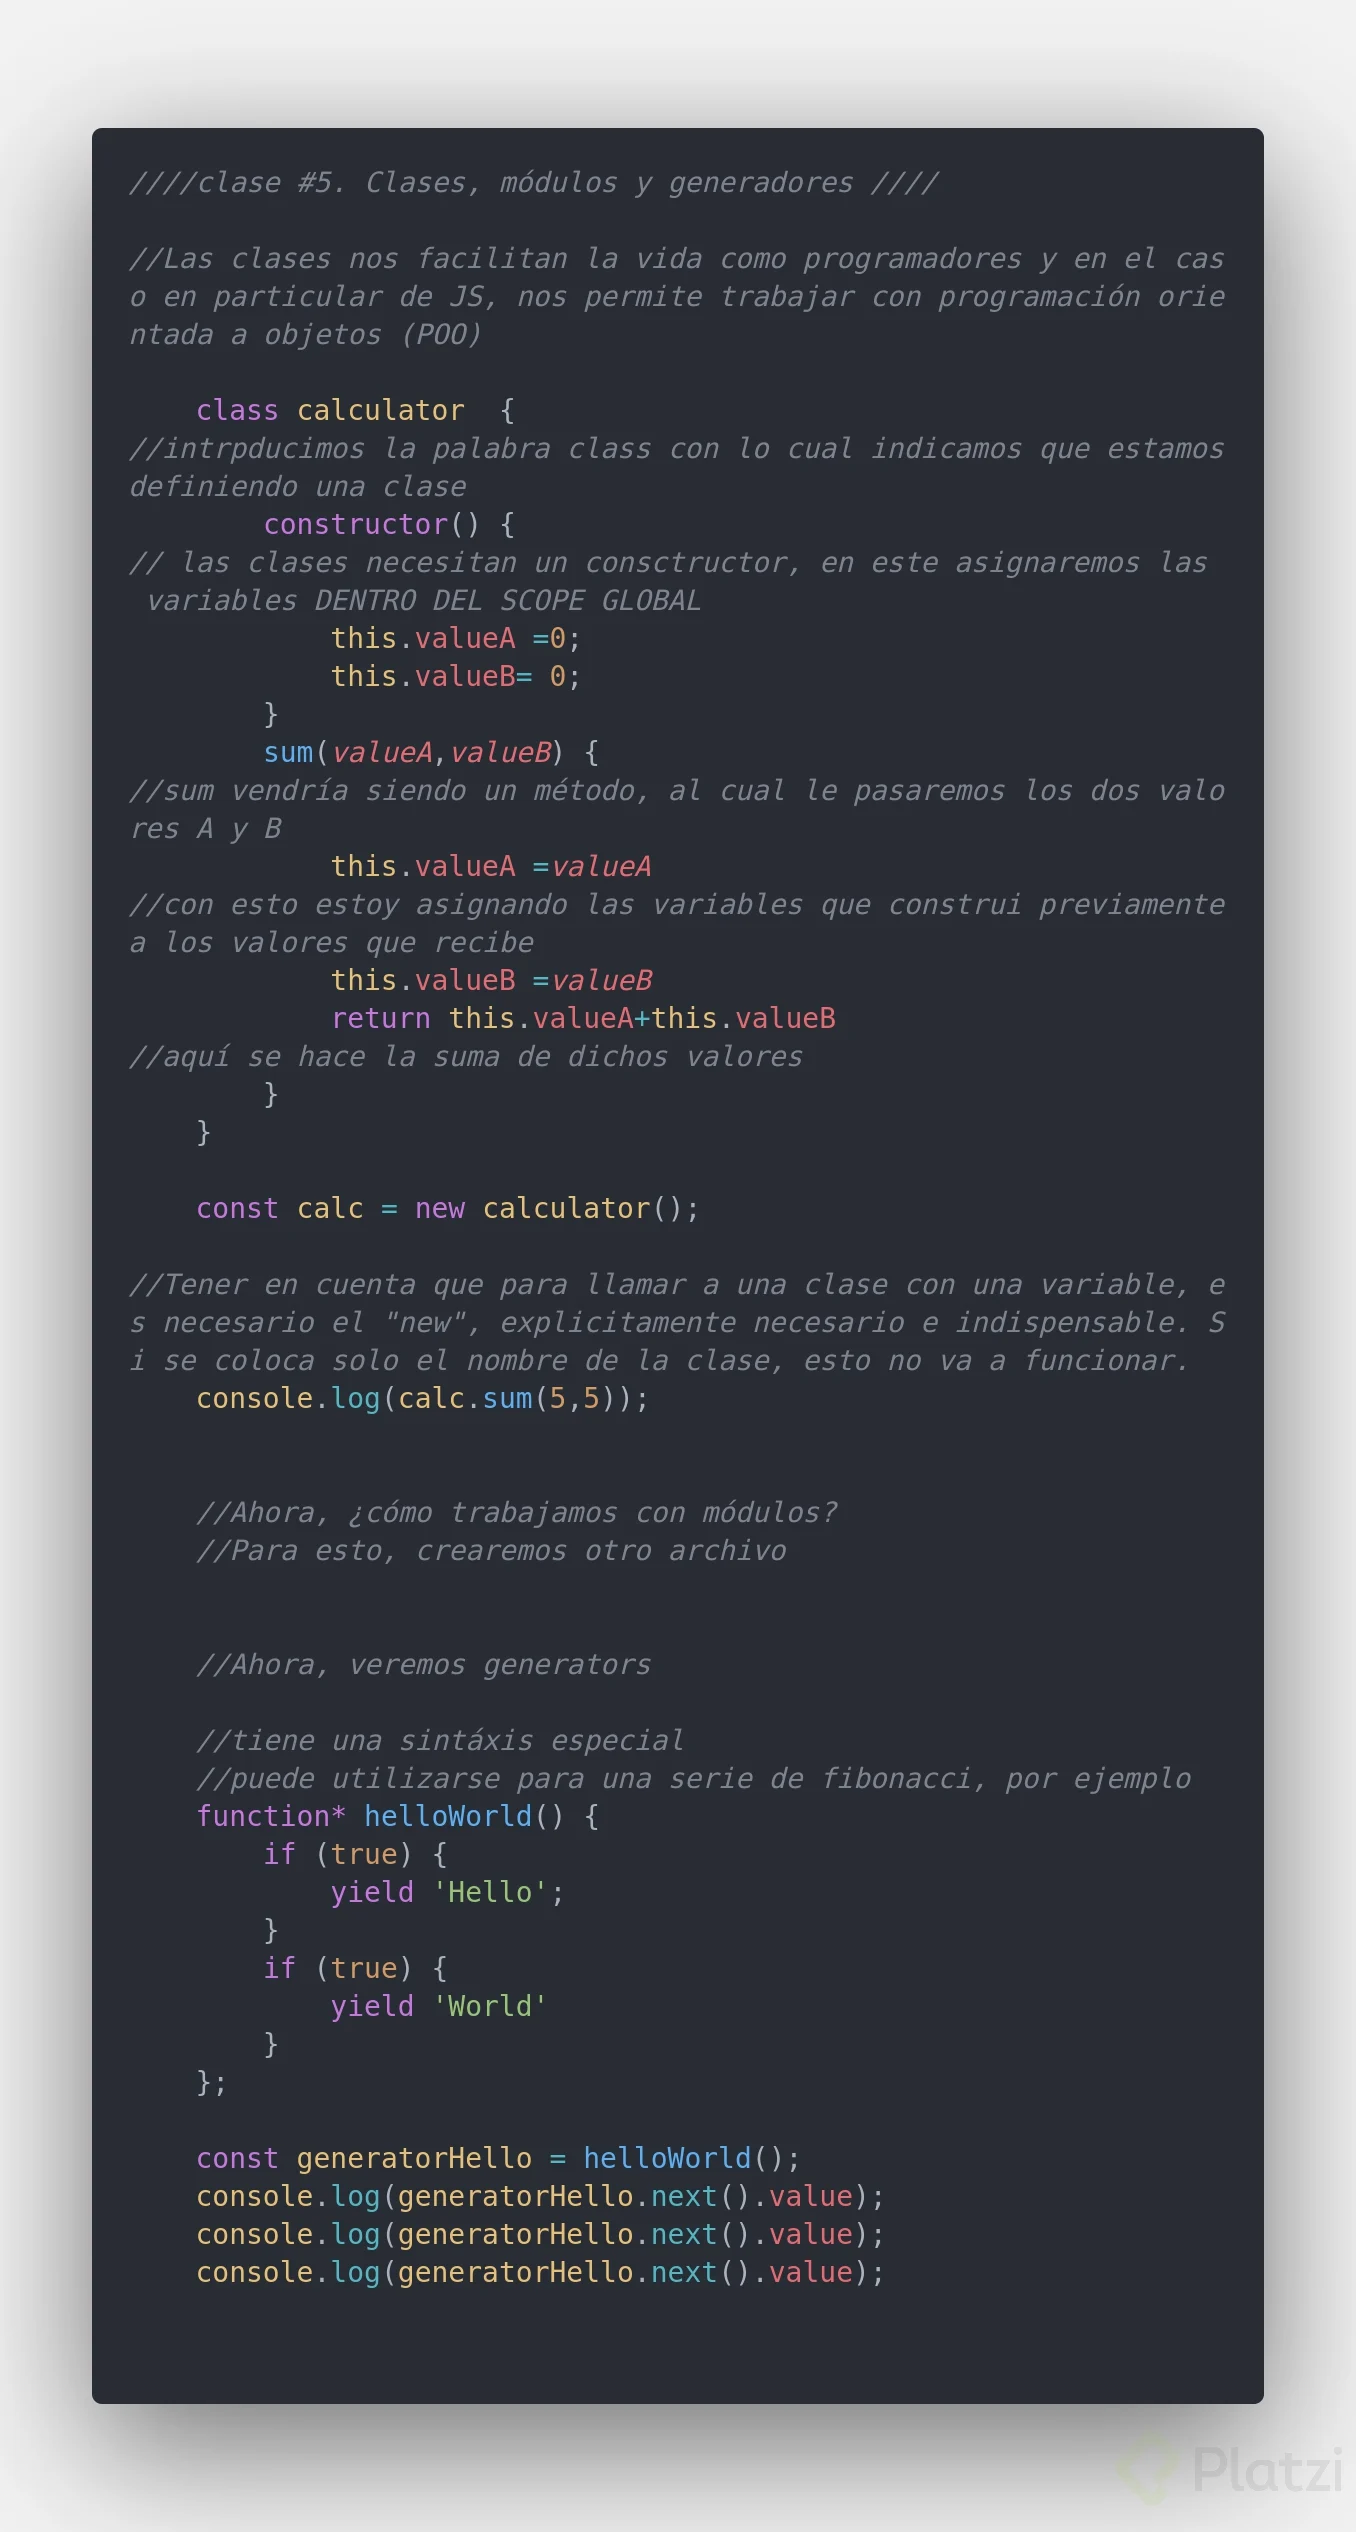 ////clase #5. Clases, módulos y generadores ////
//Las clases nos facilitan la vida como programadores y en el cas
o en particular de JS, nos permite trabajar con programación orie
ntada a objetos (POO)
class calculator  {
//intrpducimos la palabra class con lo cual indicamos que estamos
definiendo una clase
constructor() {
// las clases necesitan un consctructor, en este asignaremos las
variables DENTRO DEL SCOPE GLOBAL
this.valueA =0;
this.valueB= 0;
}
sum(valueA,valueB) {
//sum vendría siendo un método, al cual le pasaremos los dos valo
res A y B
this.valueA =valueA
//con esto estoy asignando las variables que construi previamente
a los valores que recibe
this.valueB =valueB
return this.valueA+this.valueB
//aquí se hace la suma de dichos valores
}
}
const calc = new calculator();
//Tener en cuenta que para llamar a una clase con una variable, e
s necesario el "new", explicitamente necesario e indispensable. S
i se coloca solo el nombre de la clase, esto no va a funcionar.
console.log(calc.sum(5,5));
//Ahora, ¿cómo trabajamos con módulos?
//Para esto, crearemos otro archivo
//Ahora, veremos generators
//tiene una sintáxis especial
//puede utilizarse para una serie de fibonacci, por ejemplo
function* helloWorld() {
if (true) {
yield 'Hello';
}
if (true) {
yield 'World'
}
};
const generatorHello = helloWorld();
console.log(generatorHello.next().value);
console.log(generatorHello.next().value);
console.log(generatorHello.next().value);
Platzi